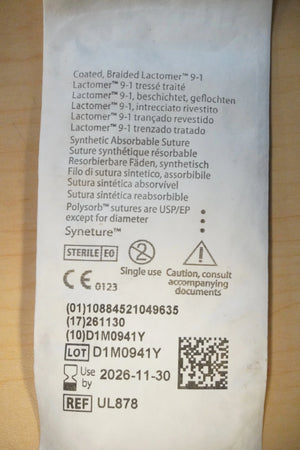 Coated, Braided Lactomer™ 9-1
Lactomer™ 9-1 tressé traité
Lactomer™ 9-1, beschichtet, geflochten
Lactomer™ 9-1, intrecciato rivestito
Lactomer™ 9-1 trançado revestido
Lactomer™ 9-1 trenzado tratado
Synthetic Absorbable Suture
Suture synthétique résorbable
Resorbierbare Fäden, synthetisch
Filo di sutura sintetico, assorbibile
Sutura sintética absorvível
Sutura sintética reabsorbible
Polysorb™ sutures are USP/EP
except for diameter
Syneture™
STERILE EO
2
Single use
Caution, consult
accompanying
documents
CE 0123
(01)10884521049635
(17)261130
(10)D1M0941Y
LOT D1M0941Y
Use
by 2026-11-30
REF UL878